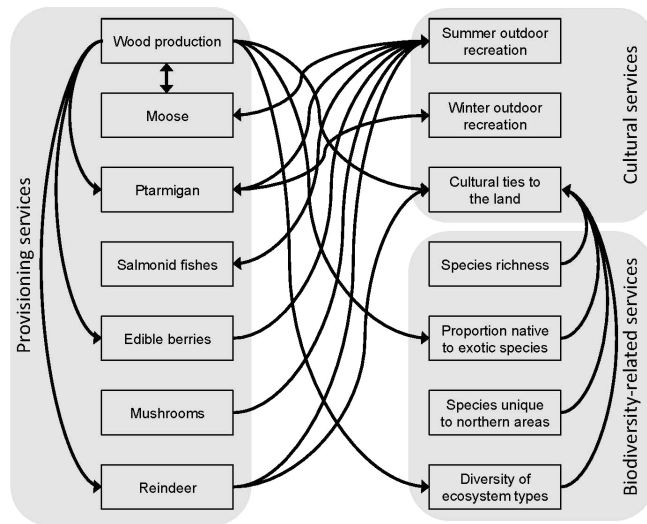 Provisioning services
Wood production
Moose
Ptarmigan
Salmonid fishes
Edible berries
Mushrooms
Reindeer
Summer outdoor
recreation
Winter outdoor
recreation
Cultural ties to
the land
Cultural services
Species richness
Proportion native
to exotic species
Species unique
to northern areas
Diversity of
ecosystem types
Biodiversity-related services